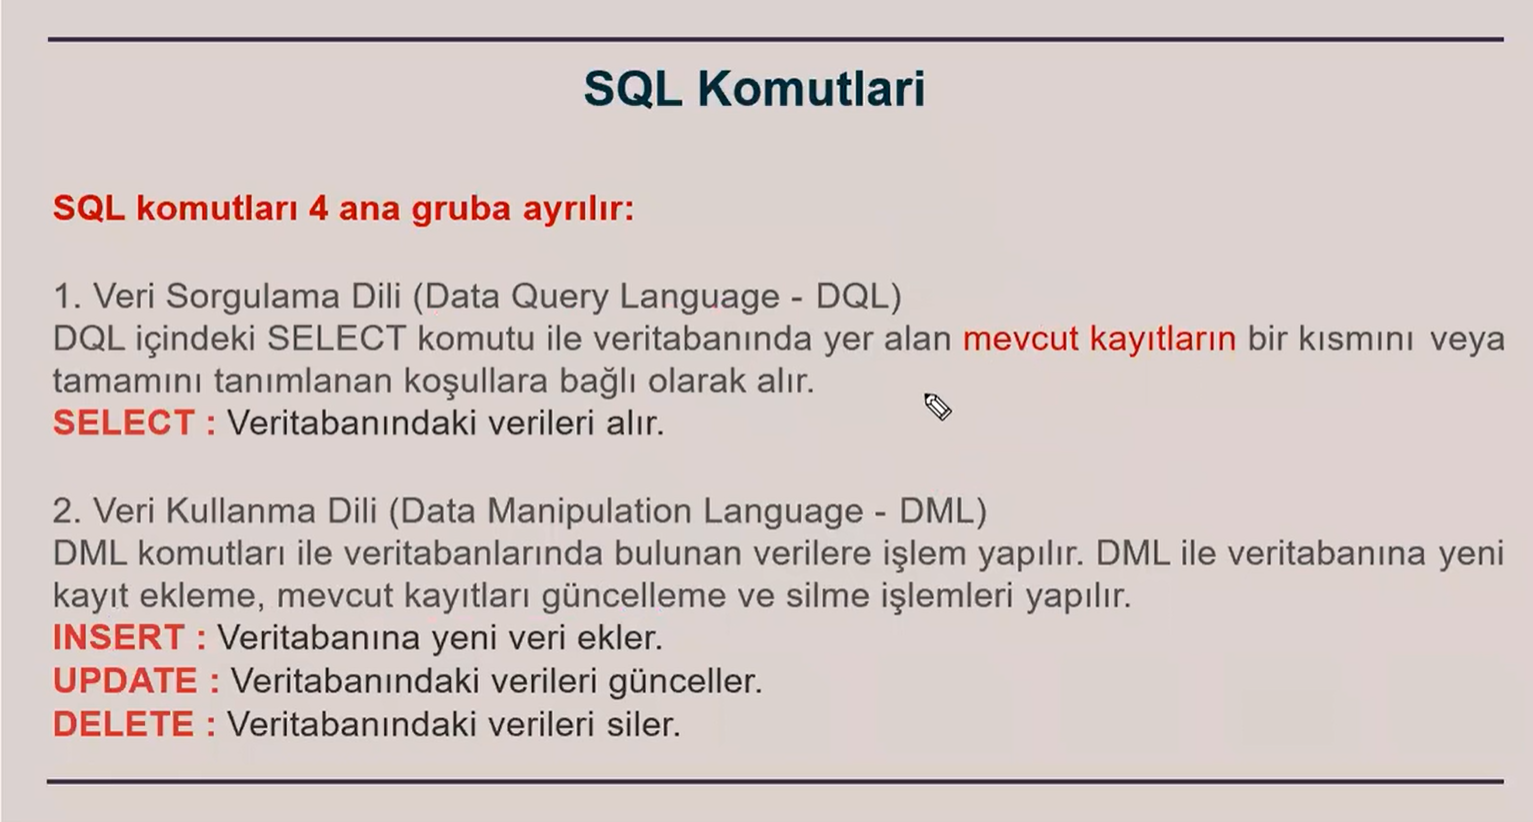 SQL Komutlari
SQL komutları 4 ana gruba ayrılır:
1. Veri Sorgulama Dili (Data Query Language - DQL)
DQL içindeki SELECT komutu ile veritabanında yer alan mevcut kayıtların bir kısmını veya
tamamını tanımlanan koşullara bağlı olarak alır.
SELECT : Veritabanındaki verileri alır.
2. Veri Kullanma Dili (Data Manipulation Language - DML)
DML komutları ile veritabanlarında bulunan verilere işlem yapılır. DML ile veritabanına yeni
kayıt ekleme, mevcut kayıtları güncelleme ve silme işlemleri yapılır.
INSERT : Veritabanına yeni veri ekler.
UPDATE : Veritabanındaki verileri günceller.
DELETE : Veritabanındaki verileri siler.